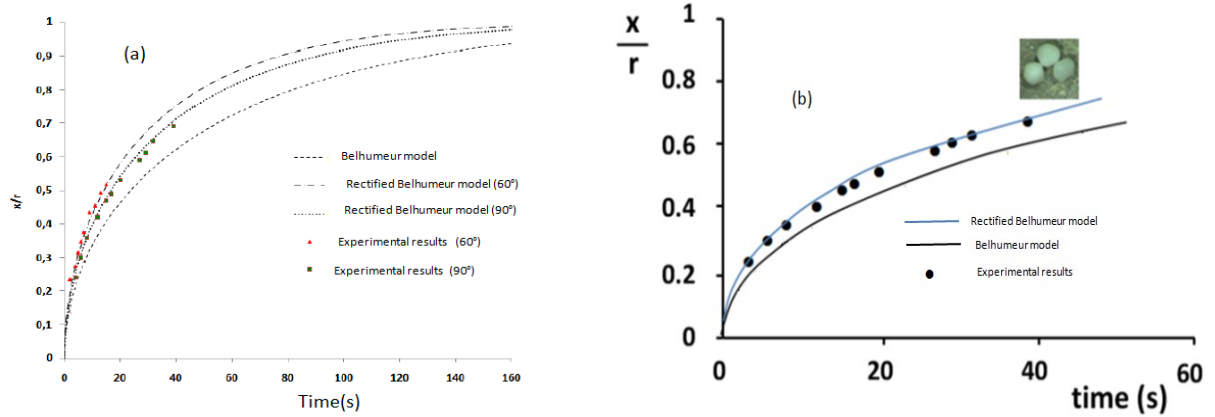 (a)
1
0,9
0,8
0,7
0,6
0,5
0,4
0,3
0,2
0,1
0
x/r
0 20 40 60 80 100 120 140 160
Time(s)
Belhumeur model
Rectified Belhumeur model (60°)
Rectified Belhumeur model (90°)
Experimental results (60°)
Experimental results (90°)
x
r
(b)
1
0.8
0.6
0.4
0.2
0
0 20 40 60
time (s)
Rectified Belhumeur model
Belhumeur model
Experimental results